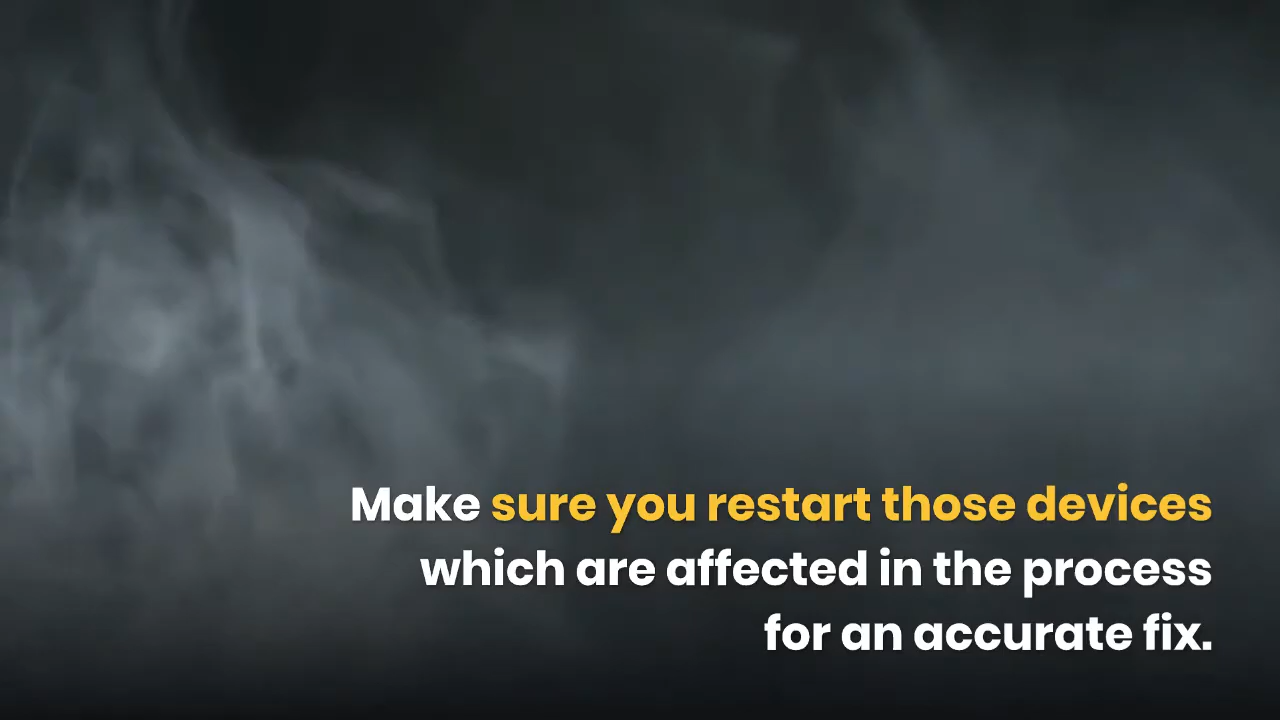 Make sure you restart those devices
which are affected in the process
for an accurate fix.